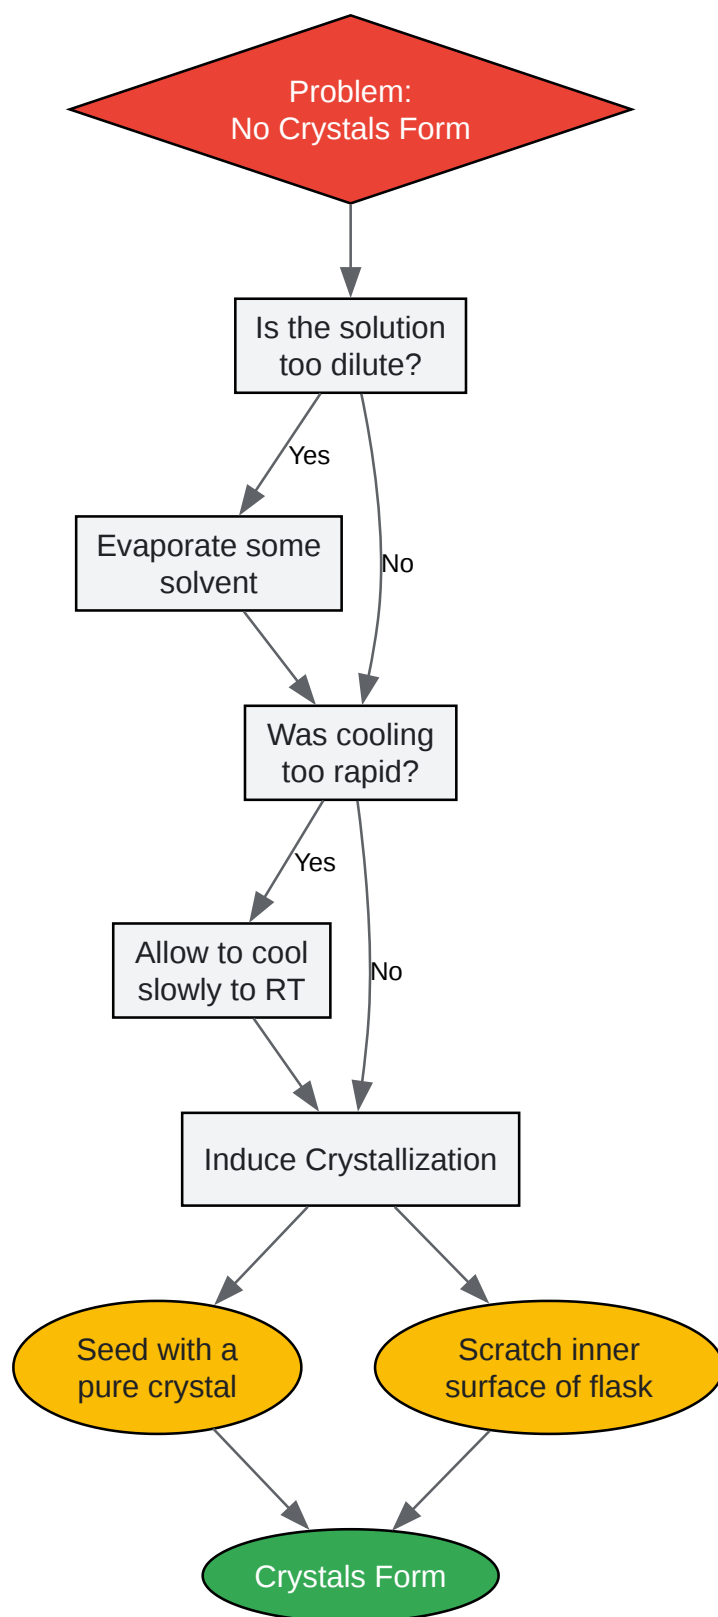 Problem:
No Crystals Form
Is the solution
too dilute?
Yes
Evaporate some
solvent
No
Was cooling
too rapid?
Yes
Allow to cool
slowly to RT
No
Induce Crystallization
Seed with a
pure crystal
Scratch inner
surface of flask
Crystals Form